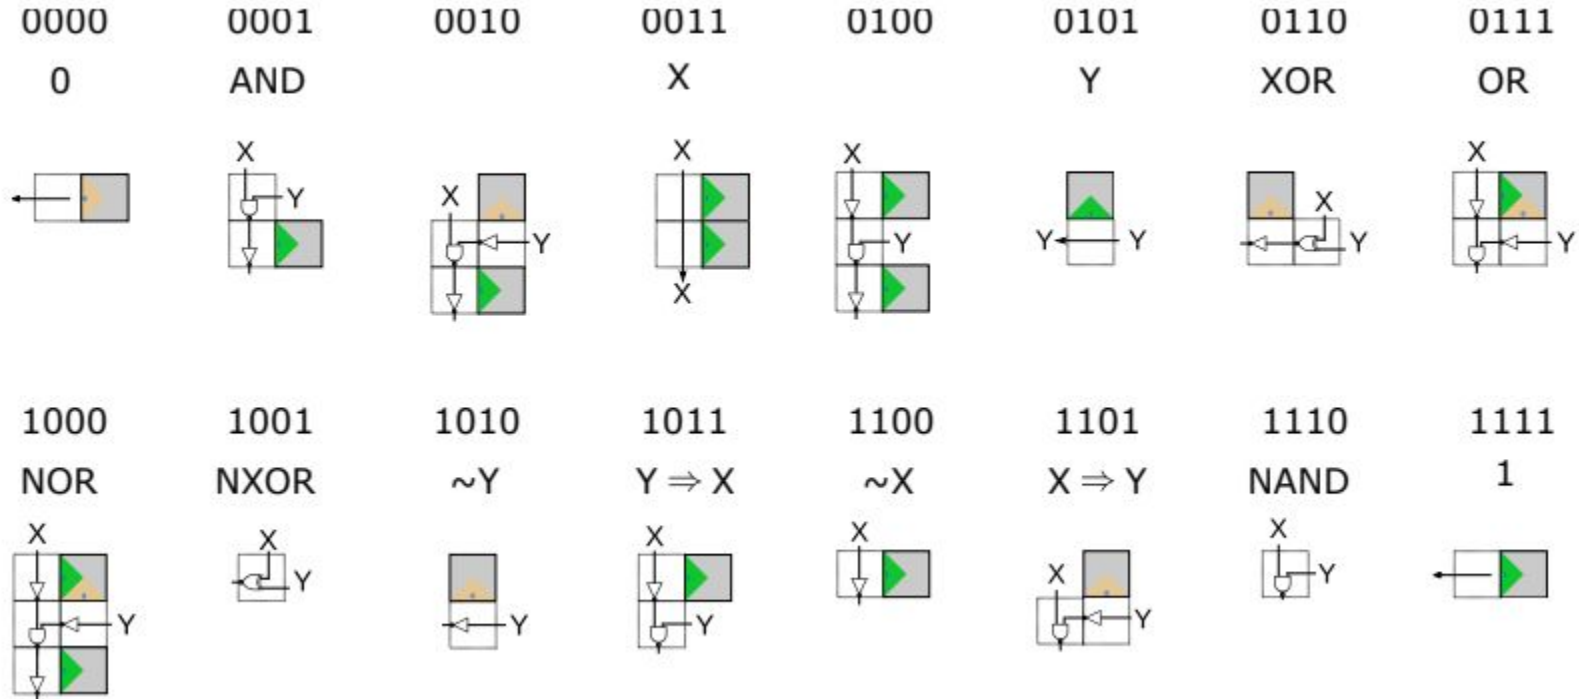 0000 0001 0010 0011 0100 0101 0110 0111
0 AND X Y XOR OR
X X X
X X X X
Y Y Y Y Y Y Y
X
1000 1001 1010 1011 1100 1101 1110 1111
NOR NXOR ~Y Y ⇒ X ~X X ⇒ Y NAND 1
X X X X X X
Y Y Y Y Y Y